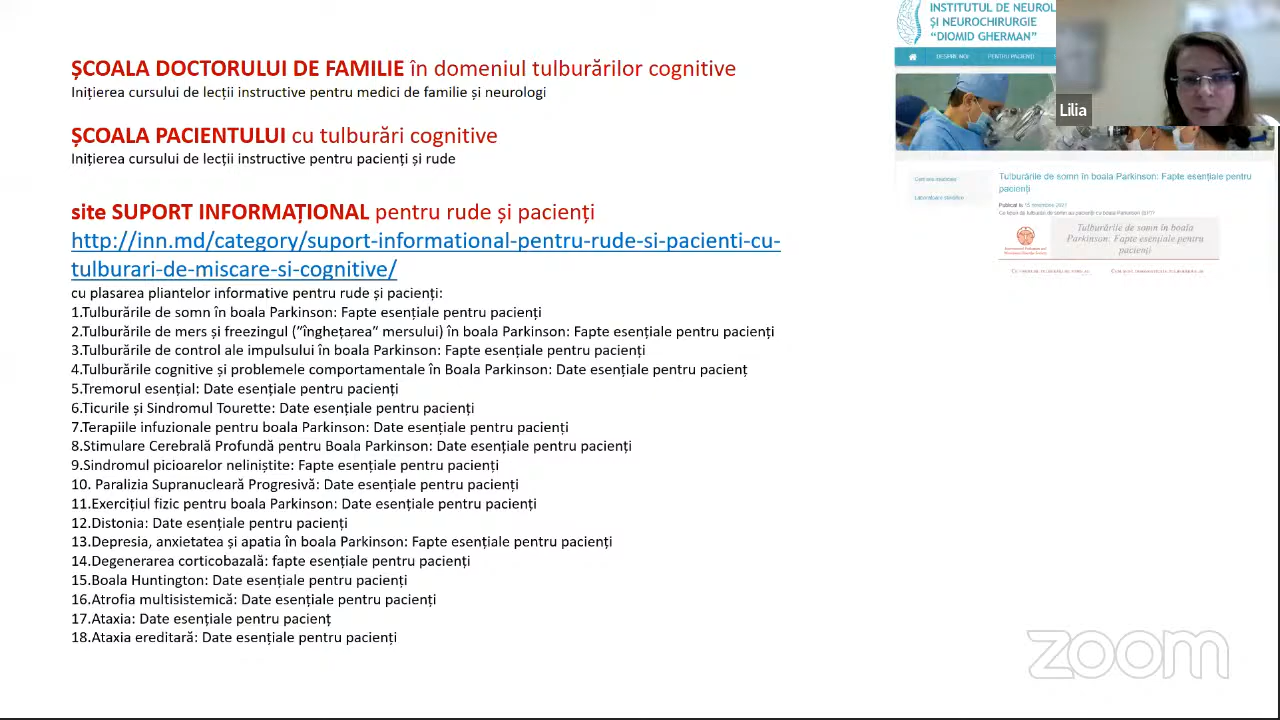 ȘCOALA DOCTORULUI DE FAMILIE în domeniul tulburărilor cognitive
Inițierea cursului de lecții instructive pentru medici de familie și neurologi
ȘCOALA PACIENTULUI cu tulburări cognitive
Inițierea cursului de lecții instructive pentru pacienți și rude
site SUPORT INFORMAȚIONAL pentru rude și pacienți
http://inn.md/category/suport-informational-pentru-rude-si-pacienti-cu-
tulburari-de-miscare-si-cognitive/
cu plasarea pliantelor informative pentru rude și pacienți:
1.Tulburările de somn în boala Parkinson: Fapte esențiale pentru pacienți
2.Tulburările de mers și freezingul (”înghețarea” mersului) în boala Parkinson: Fapte esențiale pentru pacienți
3.Tulburările de control ale impulsului în boala Parkinson: Fapte esențiale pentru pacienți
4.Tulburările cognitive și problemele comportamentale în Boala Parkinson: Date esențiale pentru pacienț
5.Tremorul esențial: Date esențiale pentru pacienți
6.Ticurile și Sindromul Tourette: Date esențiale pentru pacienți
7.Terapiile infuzionale pentru boala Parkinson: Date esențiale pentru pacienți
8.Stimulare Cerebrală Profundă pentru Boala Parkinson: Date esențiale pentru pacienți
9.Sindromul picioarelor neliniștite: Fapte esențiale pentru pacienți
10. Paralizia Supranucleară Progresivă: Date esențiale pentru pacienți
11.Exercițiul fizic pentru boala Parkinson: Date esențiale pentru pacienți
12.Distonia: Date esențiale pentru pacienți
13.Depresia, anxietatea și apatia în boala Parkinson: Fapte esențiale pentru pacienți
14.Degenerarea corticobazală: fapte esențiale pentru pacienți
15.Boala Huntington: Date esențiale pentru pacienți
16.Atrofia multisistemică: Date esențiale pentru pacienți
17.Ataxia: Date esențiale pentru pacienț
18.Ataxia ereditară: Date esențiale pentru pacienți
INSTITUTUL DE NEUROL
ȘI NEUROCHIRURGIE
“DIOMID GHERMAN”
DESPRE NOI PENTRU PACIENȚI
Lilia
Tulburările de somn în boala Parkinson: Fapte esențiale pentru
pacienți
Publicat la 15 noiembrie
Tulburările de somn în boala
Parkinson: Fapte esențiale pentru
pacienți
zoom